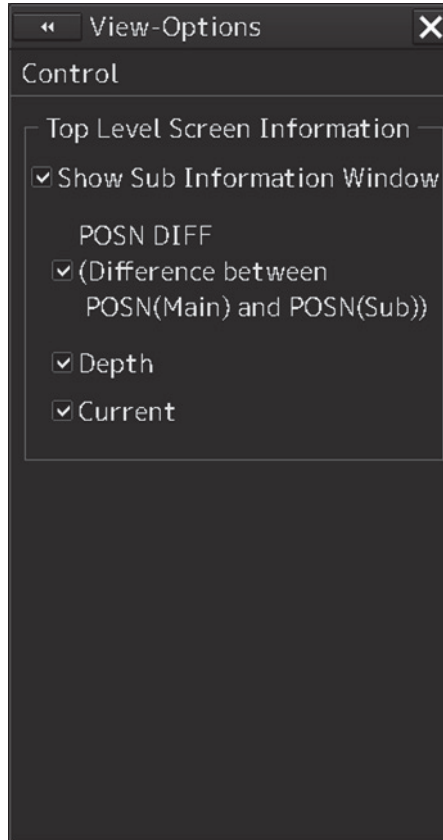 View-Options
Control
Top Level Screen Information
Show Sub Information Window
POSN DIFF
(Difference between
POSN(Main) and POSN(Sub))
Depth
Current